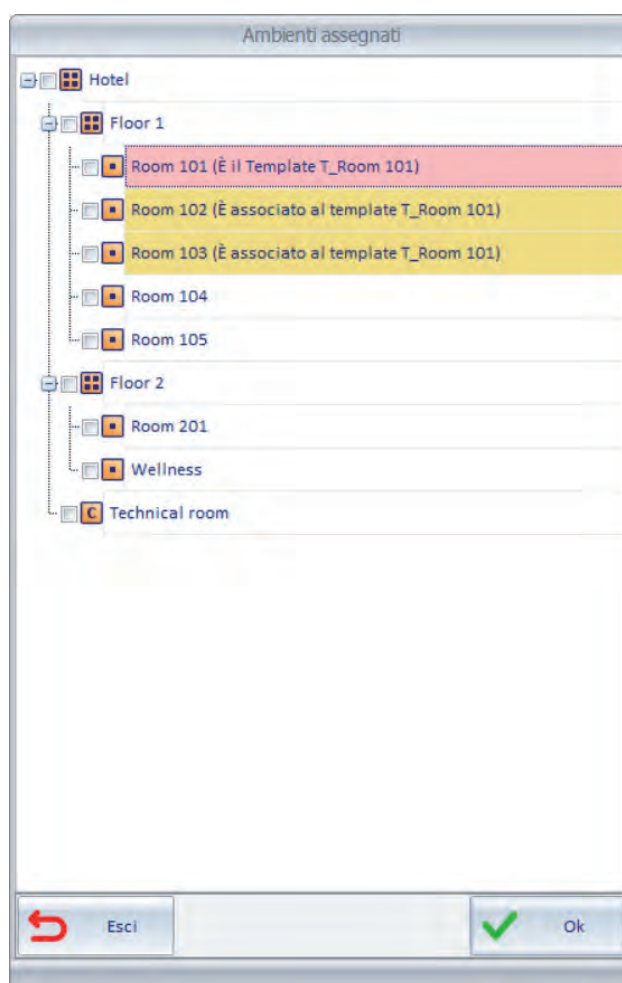 Ambienti assegnati
Hotel
Floor 1
Room 101 (È il Template T_Room 101)
Room 102 (È associato al template T_Room 101)
Room 103 (È associato al template T_Room 101)
Room 104
Room 105
Floor 2
Room 201
Wellness
C Technical room
Esci Ok